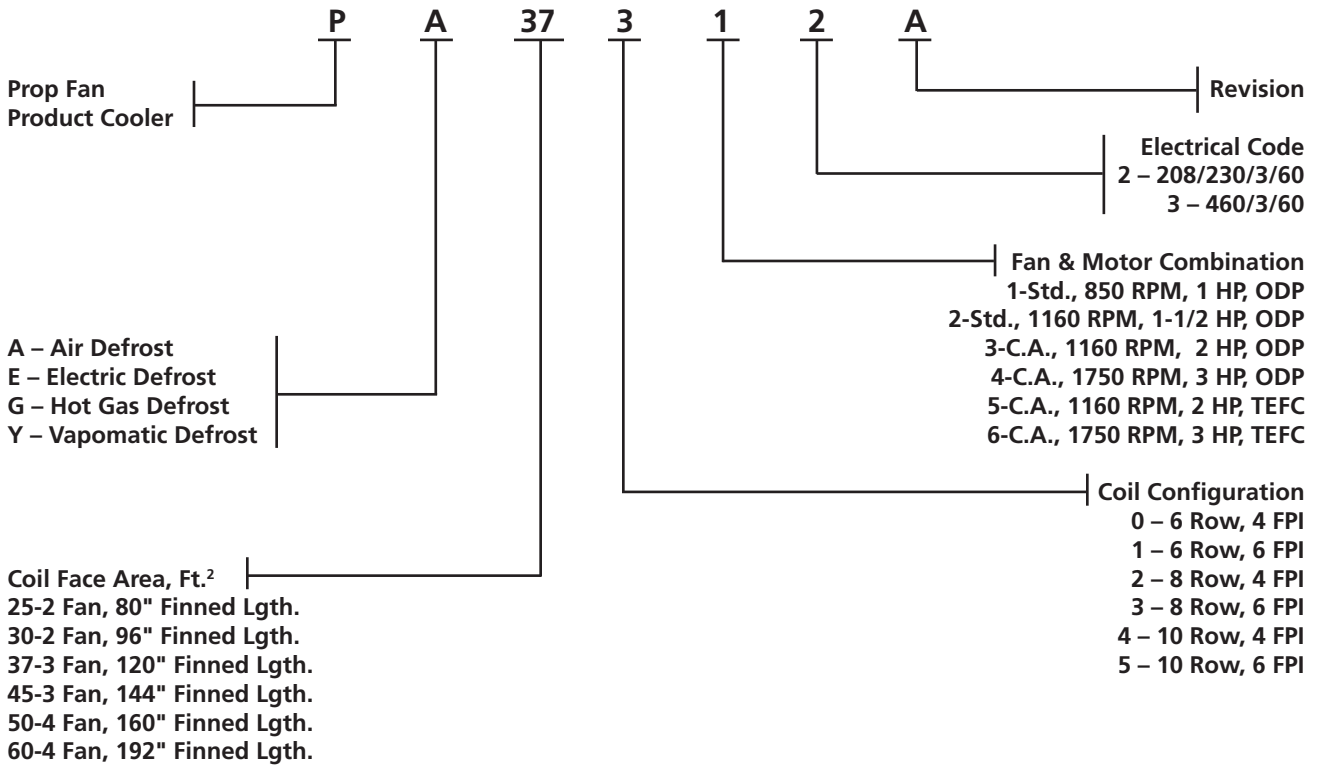 P A 37 3 1 2 A
Prop Fan
Product Cooler
Revision
Electrical Code
2 – 208/230/3/60
3 – 460/3/60
Fan & Motor Combination
1-Std., 850 RPM, 1 HP, ODP
2-Std., 1160 RPM, 1-1/2 HP, ODP
3-C.A., 1160 RPM, 2 HP, ODP
4-C.A., 1750 RPM, 3 HP, ODP
5-C.A., 1160 RPM, 2 HP, TEFC
6-C.A., 1750 RPM, 3 HP, TEFC
A – Air Defrost
E – Electric Defrost
G – Hot Gas Defrost
Y – Vapomatic Defrost
Coil Configuration
0 – 6 Row, 4 FPI
1 – 6 Row, 6 FPI
2 – 8 Row, 4 FPI
3 – 8 Row, 6 FPI
4 – 10 Row, 4 FPI
5 – 10 Row, 6 FPI
Coil Face Area, Ft.²
25-2 Fan, 80" Finned Lgth.
30-2 Fan, 96" Finned Lgth.
37-3 Fan, 120" Finned Lgth.
45-3 Fan, 144" Finned Lgth.
50-4 Fan, 160" Finned Lgth.
60-4 Fan, 192" Finned Lgth.